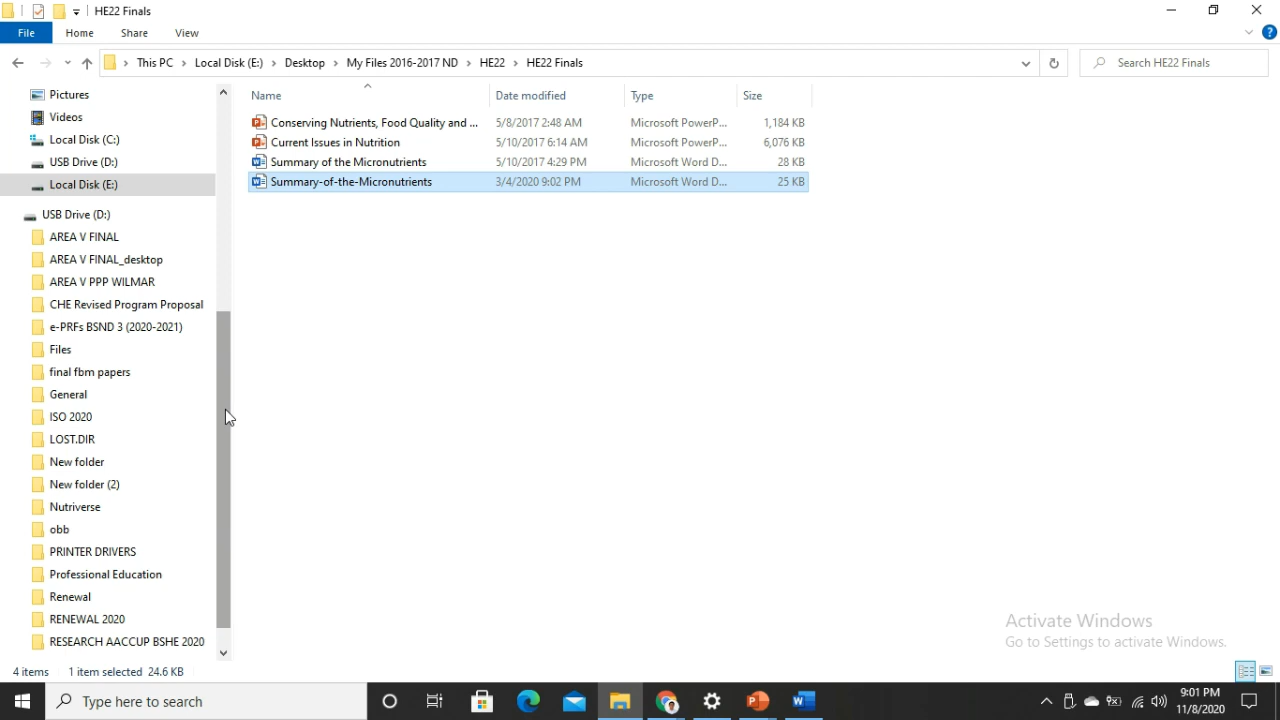 HE22 Finals
File Home Share View
This PC Local Disk (E:) Desktop My Files 2016-2017 ND HE22 HE22 Finals
Search HE22 Finals
Name Date modified Type Size
Conserving Nutrients, Food Quality and ... 5/8/2017 2:48 AM Microsoft PowerP... 1,184 KB
Current Issues in Nutrition 5/10/2017 6:14 AM Microsoft PowerP... 6,076 KB
Summary of the Micronutrients 5/10/2017 4:29 PM Microsoft Word D... 28 KB
Summary-of-the-Micronutrients 3/4/2020 9:02 PM Microsoft Word D... 25 KB
Pictures
Videos
Local Disk (C:)
USB Drive (D:)
Local Disk (E:)
USB Drive (D:)
AREA V FINAL
AREA V FINAL_desktop
AREA V PPP WILMAR
CHE Revised Program Proposal
e-PRFs BSND 3 (2020-2021)
Files
final fbm papers
General
ISO 2020
LOST.DIR
New folder
New folder (2)
Nutriverse
obb
PRINTER DRIVERS
Professional Education
Renewal
RENEWAL 2020
RESEARCH AACCUP BSHE 2020
Activate Windows
Go to Settings to activate Windows.
4 items 1 item selected 24.6 KB
Type here to search
9:01 PM
11/8/2020